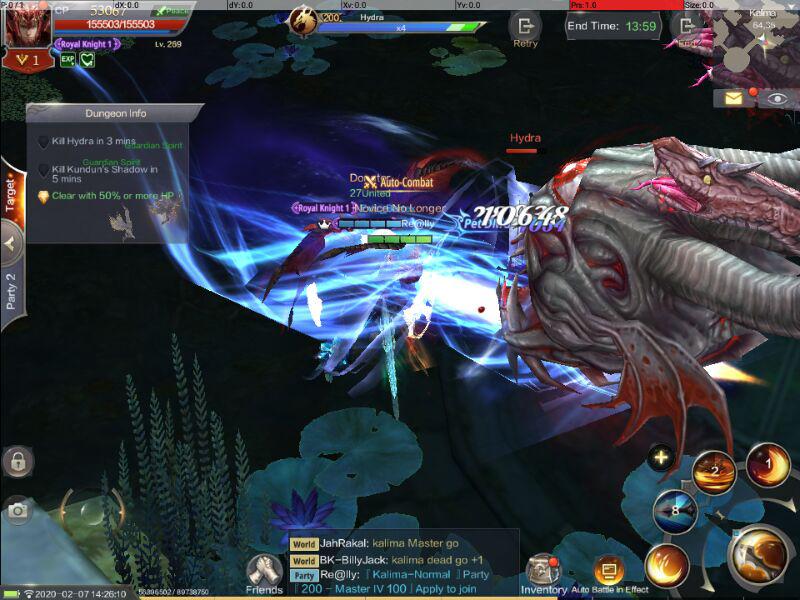 P: 0 / 1
dX: 0.0
dY: 0.0
Xv: 0.0
Yv: 0.0
Prs: 1.0
Size: 0.0
CP 53067
Peace
155503/155503
Royal Knight 1
Lv. 269
1
EXP
200
Hydra
x4
Retry
End Time: 13:59
Kalima
Dungeon Info
Kill Hydra in 3 mins
Guardian Spirit
Guardian Spirit
Kill Kundun's Shadow in
5 mins
Clear with 50% or more HP
Target
Party 2
Hydra
Auto-Combat
27United
Royal Knight 1
Novice No Longer
Re@lly
210,648
8
2
1
World JahRakal: kalima Master go
World BK-BillyJack: kalima dead go +1
Party Re@lly: 「Kalima-Normal 」Party
「200 - Master IV 100 」Apply to join
Friends
Inventory
Auto Battle in Effect
2020-02-07 14:26:10